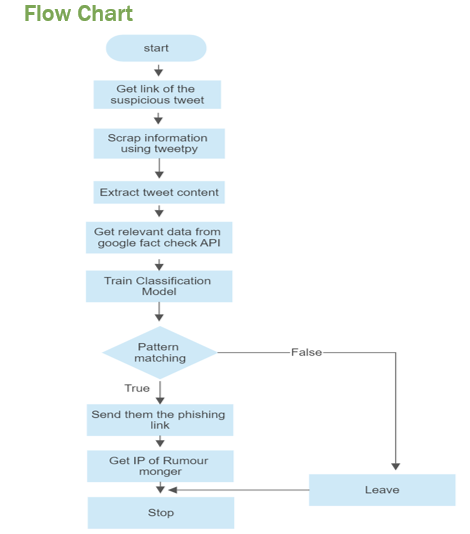 Flow Chart
start
Get link of the
suspicious tweet
Scrap information
using tweetpy
Extract tweet content
Get relevant data from
google fact check API
Train Classification
Model
Pattern
matching
False
True
Send them the phishing
link
Get IP of Rumour
monger
Leave
Stop